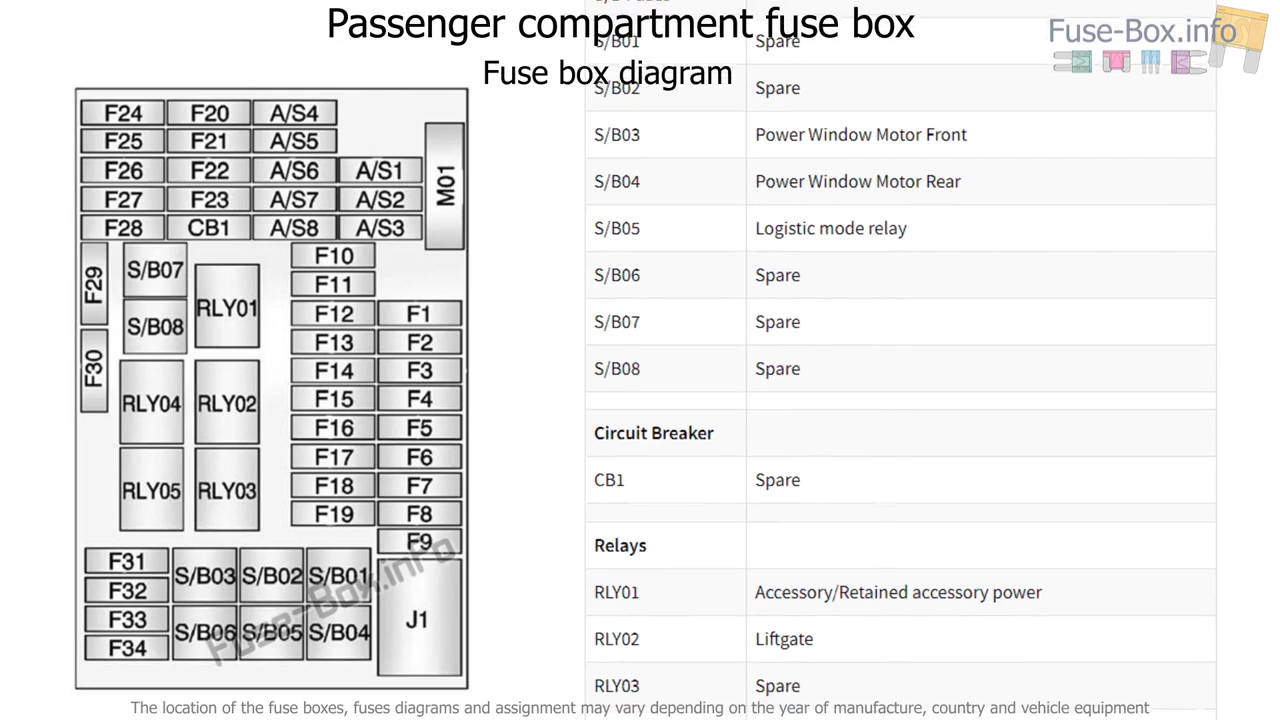 Passenger compartment fuse box
Fuse box diagram
Fuse-Box.info
F24 F20 A/S4
F25 F21 A/S5
F26 F22 A/S6 A/S1
F27 F23 A/S7 A/S2
F28 CB1 A/S8 A/S3
M01
F29
F30
S/B07
S/B08
RLY01
RLY04 RLY02
RLY05 RLY03
F10
F11
F12 F1
F13 F2
F14 F3
F15 F4
F16 F5
F17 F6
F18 F7
F19 F8
F9
F31
F32
F33
F34
S/B03 S/B02 S/B01
S/B06 S/B05 S/B04
J1
Fuse-Box.info
S/B01 Spare
S/B02 Spare
S/B03 Power Window Motor Front
S/B04 Power Window Motor Rear
S/B05 Logistic mode relay
S/B06 Spare
S/B07 Spare
S/B08 Spare
Circuit Breaker
CB1 Spare
Relays
RLY01 Accessory/Retained accessory power
RLY02 Liftgate
RLY03 Spare
The location of the fuse boxes, fuses diagrams and assignment may vary depending on the year of manufacture, country and vehicle equipment